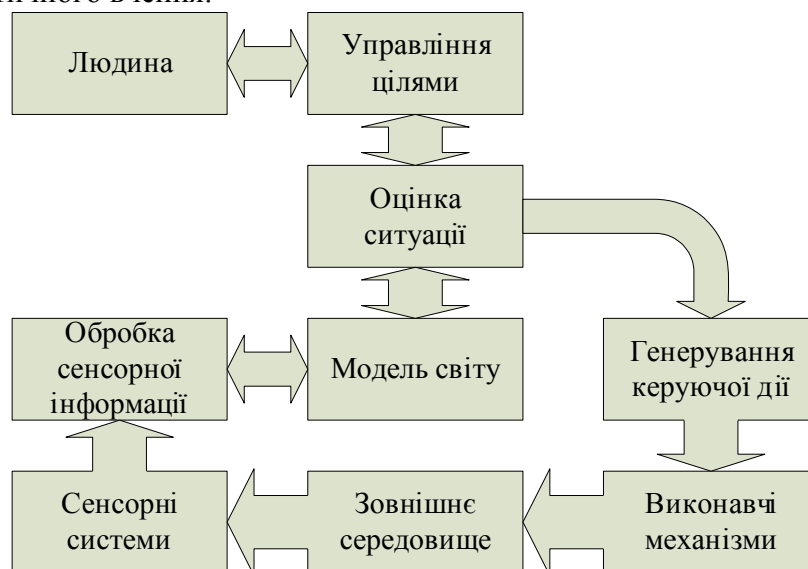 вчення.
Людина
Управління
цілями
Оцінка
ситуації
Обробка
сенсорної
інформації
Модель світу
Генерування
керуючої дії
Сенсорні
системи
Зовнішнє
середовище
Виконавчі
механізми